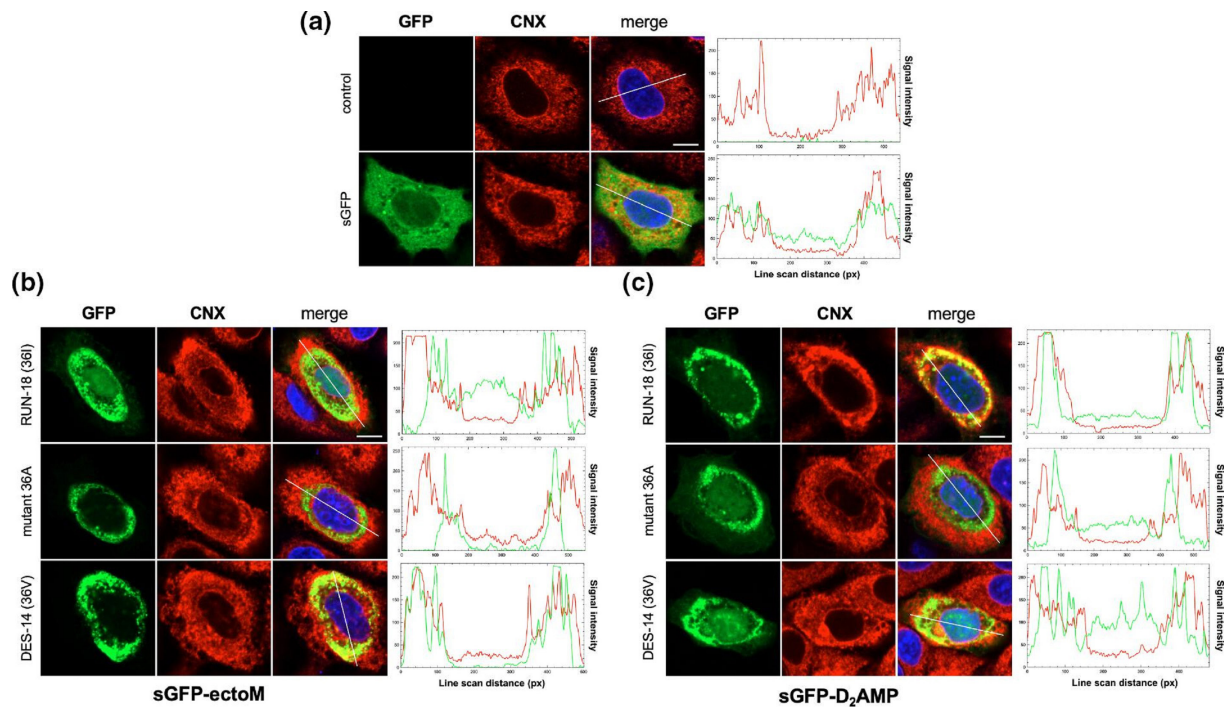 (a)
GFP CNX merge
control
Signal intensity
sGFP
Signal intensity
Line scan distance (px)
(b)
GFP CNX merge
RUN-18 (36I)
Signal intensity
mutant 36A
Signal intensity
DES-14 (36V)
Signal intensity
Line scan distance (px)
sGFP-ectoM
(c)
GFP CNX merge
RUN-18 (36I)
Signal intensity
mutant 36A
Signal intensity
DES-14 (36V)
Signal intensity
Line scan distance (px)
sGFP-D₂AMP